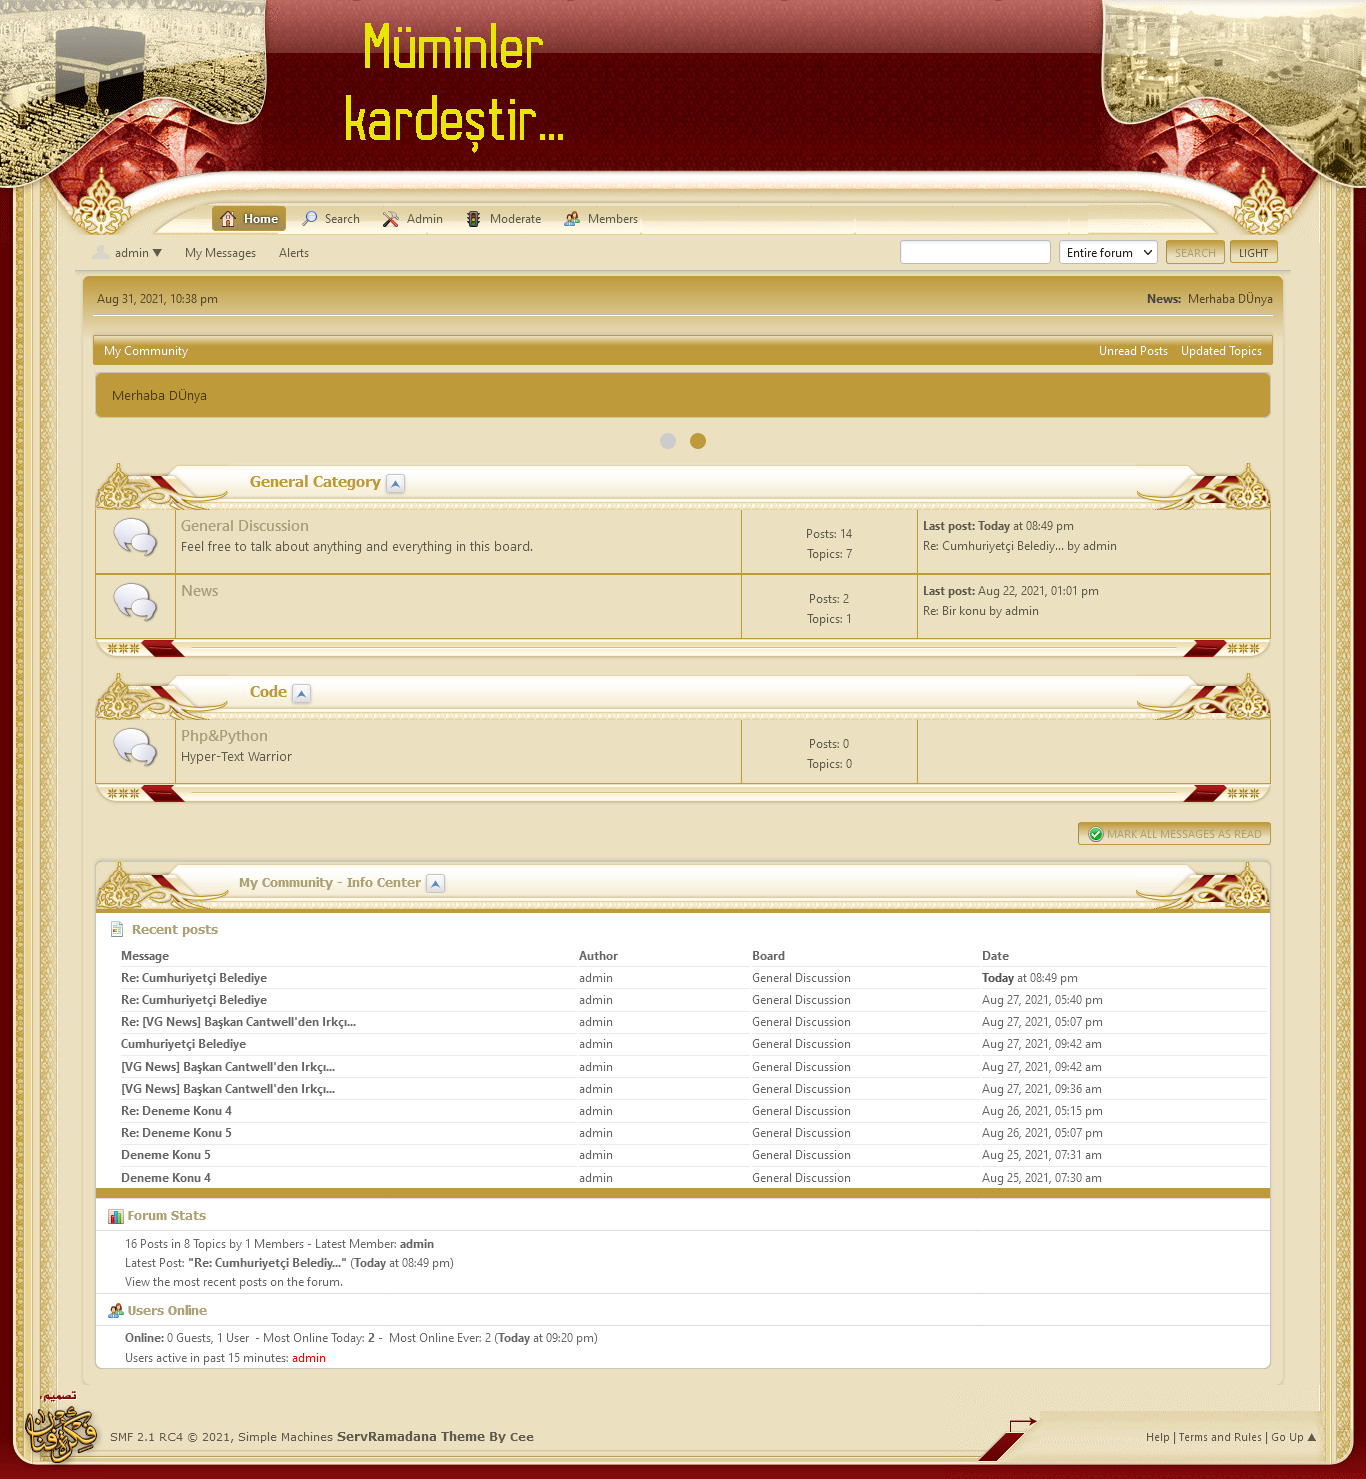 Müminler
kardeştir...
Home Search Admin Moderate Members
admin ▼ My Messages Alerts Entire forum SEARCH LIGHT
Aug 31, 2021, 10:38 pm News: Merhaba DÜnya
My Community Unread Posts Updated Topics
Merhaba DÜnya
General Category
General Discussion
Feel free to talk about anything and everything in this board.
Posts: 14
Topics: 7
Last post: Today at 08:49 pm
Re: Cumhuriyetçi Belediy... by admin
News
Posts: 2
Topics: 1
Last post: Aug 22, 2021, 01:01 pm
Re: Bir konu by admin
Code
Php&Python
Hyper-Text Warrior
Posts: 0
Topics: 0
MARK ALL MESSAGES AS READ
My Community - Info Center
Recent posts
Message Author Board Date
Re: Cumhuriyetçi Belediye admin General Discussion Today at 08:49 pm
Re: Cumhuriyetçi Belediye admin General Discussion Aug 27, 2021, 05:40 pm
Re: [VG News] Başkan Cantwell'den Irkçı... admin General Discussion Aug 27, 2021, 05:07 pm
Cumhuriyetçi Belediye admin General Discussion Aug 27, 2021, 09:42 am
[VG News] Başkan Cantwell'den Irkçı... admin General Discussion Aug 27, 2021, 09:42 am
[VG News] Başkan Cantwell'den Irkçı... admin General Discussion Aug 27, 2021, 09:36 am
Re: Deneme Konu 4 admin General Discussion Aug 26, 2021, 05:15 pm
Re: Deneme Konu 5 admin General Discussion Aug 26, 2021, 05:07 pm
Deneme Konu 5 admin General Discussion Aug 25, 2021, 07:31 am
Deneme Konu 4 admin General Discussion Aug 25, 2021, 07:30 am
Forum Stats
16 Posts in 8 Topics by 1 Members - Latest Member: admin
Latest Post: "Re: Cumhuriyetçi Belediy..." (Today at 08:49 pm)
View the most recent posts on the forum.
Users Online
Online: 0 Guests, 1 User - Most Online Today: 2 - Most Online Ever: 2 (Today at 09:20 pm)
Users active in past 15 minutes: admin
تصميم
SMF 2.1 RC4 © 2021, Simple Machines ServRamadana Theme By Cee
Help | Terms and Rules | Go Up ▲